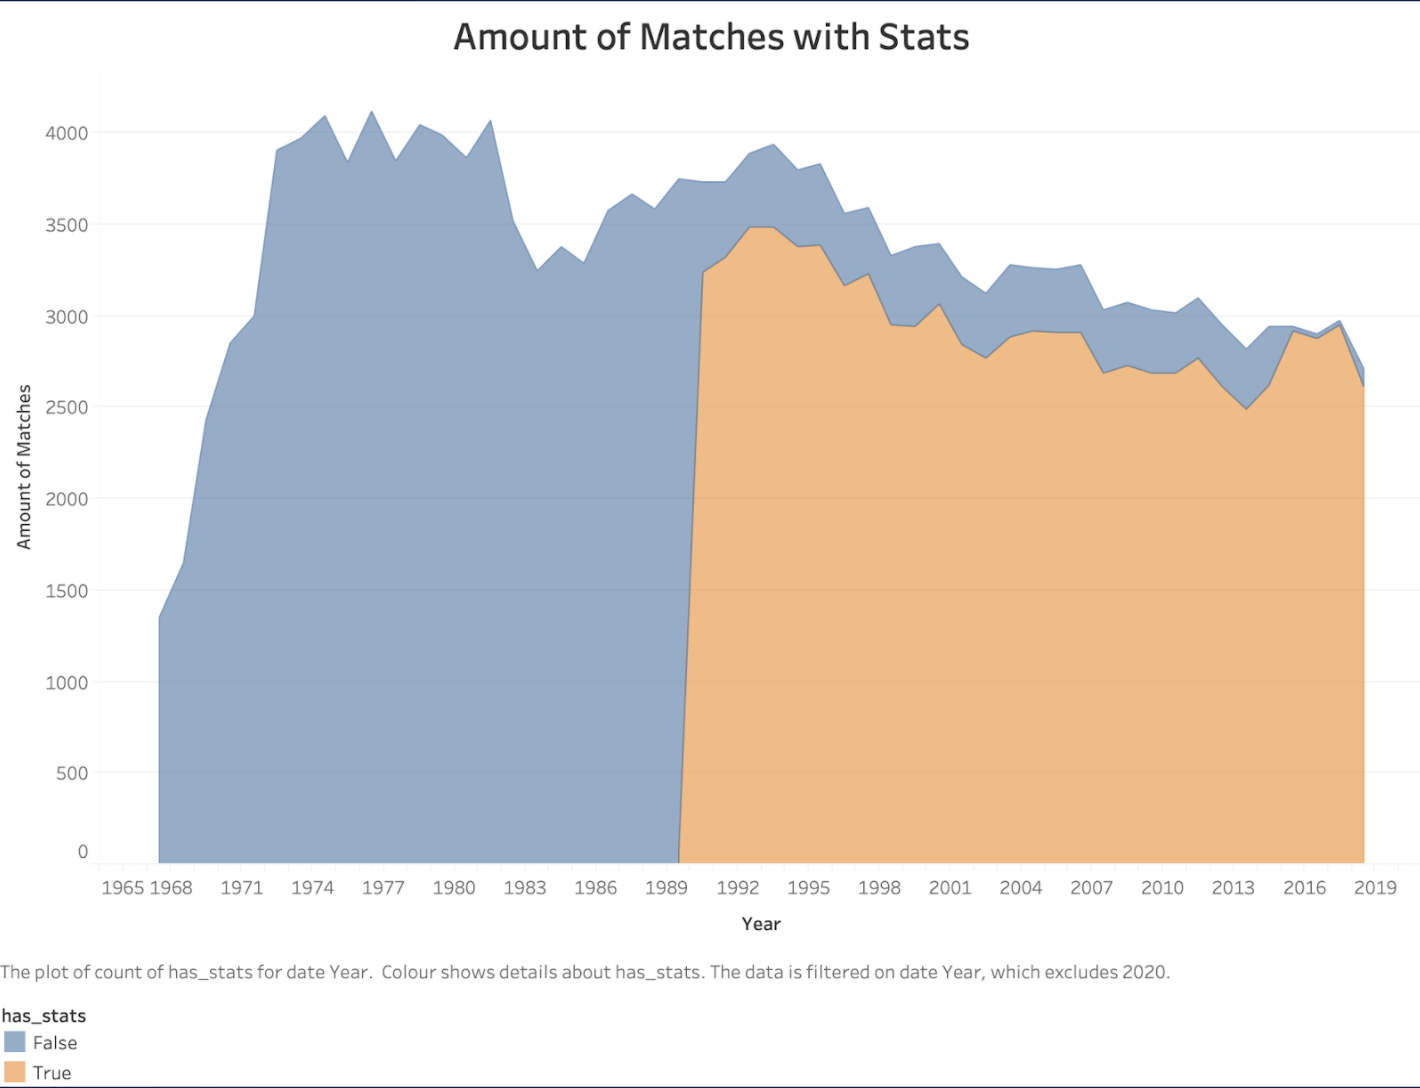 Amount of Matches with Stats
4000
3500
3000
2500
2000
1500
1000
500
0
Amount of Matches
1965 1968 1971 1974 1977 1980 1983 1986 1989 1992 1995 1998 2001 2004 2007 2010 2013 2016 2019
Year
The plot of count of has_stats for date Year.  Colour shows details about has_stats. The data is filtered on date Year, which excludes 2020.
has_stats
False
True